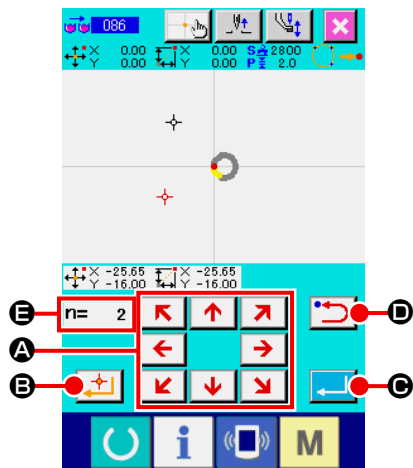 086
X 0.00 X 0.00 S 2800
Y 0.00 Y 0.00 P 2.0
X -25.65 X -25.65
Y -16.00 Y -16.00
E n= 2 D
A
B C
i M